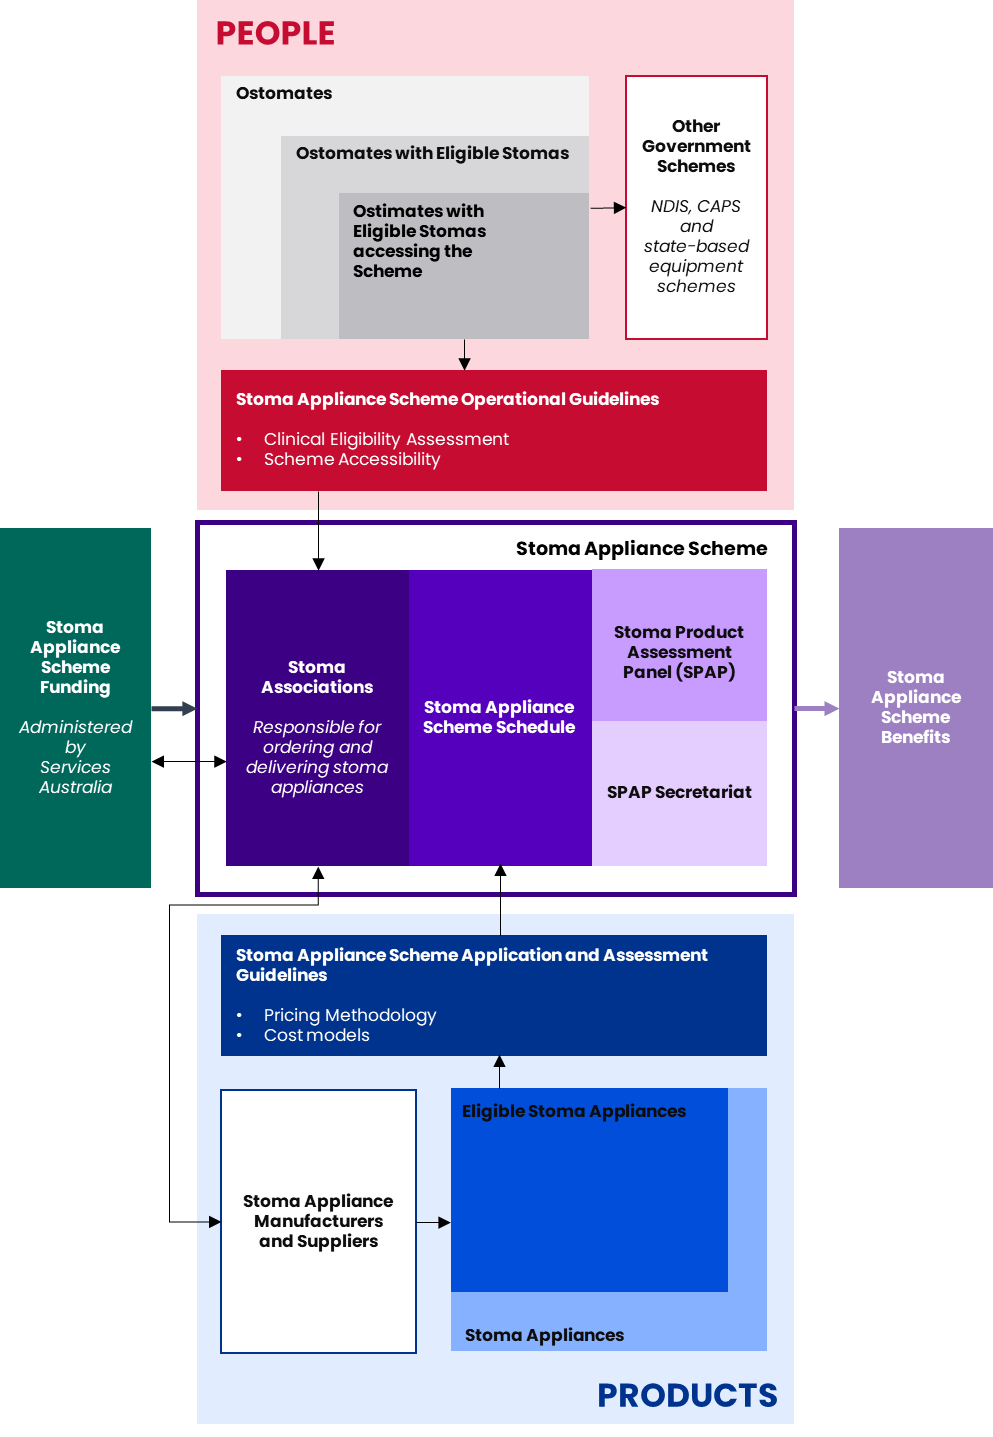 PEOPLE
Ostomates
Ostomates with Eligible Stomas
Ostimates with
Eligible Stomas
accessing the
Scheme
Other
Government
Schemes
NDIS, CAPS
and
state-based
equipment
schemes
Stoma Appliance Scheme Operational Guidelines
• Clinical Eligibility Assessment
• Scheme Accessibility
Stoma
Appliance
Scheme
Funding
Administered
by
Services
Australia
Stoma Appliance Scheme
Stoma
Associations
Responsible for
ordering and
delivering stoma
appliances
Stoma Appliance
Scheme Schedule
Stoma Product
Assessment
Panel (SPAP)
SPAP Secretariat
Stoma
Appliance
Scheme
Benefits
Stoma Appliance Scheme Application and Assessment
Guidelines
• Pricing Methodology
• Cost models
Stoma Appliance
Manufacturers
and Suppliers
Eligible Stoma Appliances
Stoma Appliances
PRODUCTS